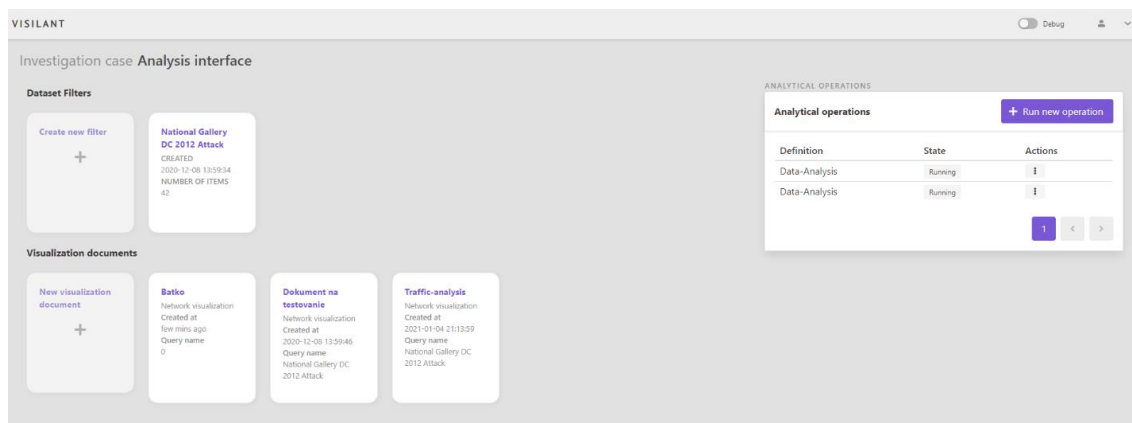 VISILANT
Debug
Investigation case Analysis interface
Dataset Filters
Create new filter
+
National Gallery
DC 2012 Attack
CREATED
2020-12-08 13:59:34
NUMBER OF ITEMS
42
Visualization documents
New visualization
document
+
Batko
Network visualization
Created at
few mins ago
Query name
0
Dokument na
testovanie
Network visualization
Created at
2020-12-08 13:59:46
Query name
National Gallery DC
2012 Attack
Traffic-analysis
Network visualization
Created at
2021-01-04 21:13:59
Query name
National Gallery DC
2012 Attack
ANALYTICAL OPERATIONS
Analytical operations
+ Run new operation
Definition State Actions
Data-Analysis Running
Data-Analysis Running
1 < >